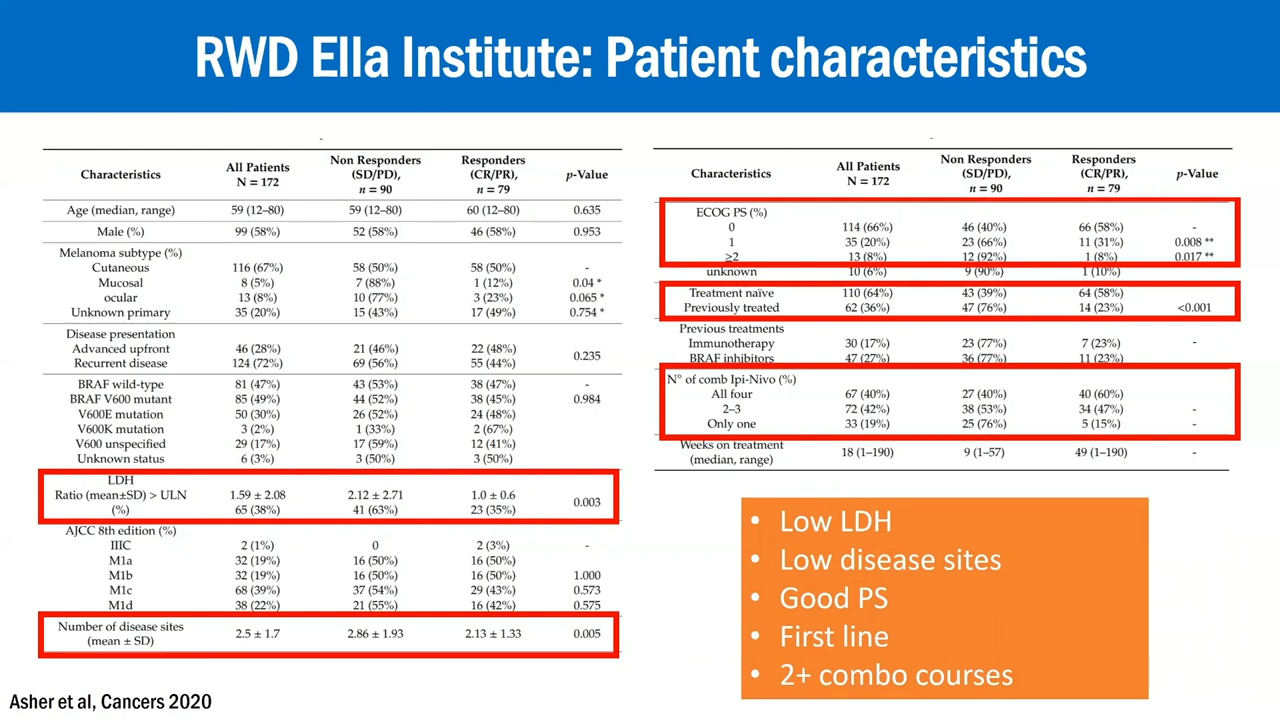 RWD Ella Institute: Patient characteristics
Characteristics All Patients N = 172 Non Responders (SD/PD), n = 90 Responders (CR/PR), n = 79 p-Value
Age (median, range) 59 (12–80) 59 (12–80) 60 (12–80) 0.635
Male (%) 99 (58%) 52 (58%) 46 (58%) 0.953
Melanoma subtype (%)
Cutaneous 116 (67%) 58 (50%) 58 (50%) -
Mucosal 8 (5%) 7 (88%) 1 (12%) 0.04 *
ocular 13 (8%) 10 (77%) 3 (23%) 0.065 *
Unknown primary 35 (20%) 15 (43%) 17 (49%) 0.754 *
Disease presentation
Advanced upfront 46 (28%) 21 (46%) 22 (48%) 0.235
Recurrent disease 124 (72%) 69 (56%) 55 (44%)
BRAF wild-type 81 (47%) 43 (53%) 38 (47%) -
BRAF V600 mutant 85 (49%) 44 (52%) 38 (45%) 0.984
V600E mutation 50 (30%) 26 (52%) 24 (48%)
V600K mutation 3 (2%) 1 (33%) 2 (67%)
V600 unspecified 29 (17%) 17 (59%) 12 (41%)
Unknown status 6 (3%) 3 (50%) 3 (50%)
LDH
Ratio (mean±SD) > ULN 1.59 ± 2.08 2.12 ± 2.71 1.0 ± 0.6 0.003
(%) 65 (38%) 41 (63%) 23 (35%)
AJCC 8th edition (%)
IIIC 2 (1%) 0 2 (3%) -
M1a 32 (19%) 16 (50%) 16 (50%)
M1b 32 (19%) 16 (50%) 16 (50%) 1.000
M1c 68 (39%) 37 (54%) 29 (43%) 0.573
M1d 38 (22%) 21 (55%) 16 (42%) 0.575
Number of disease sites
(mean ± SD) 2.5 ± 1.7 2.86 ± 1.93 2.13 ± 1.33 0.005
Characteristics All Patients N = 172 Non Responders (SD/PD), n = 90 Responders (CR/PR), n = 79 p-Value
ECOG PS (%)
0 114 (66%) 46 (40%) 66 (58%) -
1 35 (20%) 23 (66%) 11 (31%) 0.008 **
≥2 13 (8%) 12 (92%) 1 (8%) 0.017 **
unknown 10 (6%) 9 (90%) 1 (10%)
Treatment naïve 110 (64%) 43 (39%) 64 (58%)
Previously treated 62 (36%) 47 (76%) 14 (23%) <0.001
Previous treatments
Immunotherapy 30 (17%) 23 (77%) 7 (23%) -
BRAF inhibitors 47 (27%) 36 (77%) 11 (23%)
N° of comb Ipi-Nivo (%)
All four 67 (40%) 27 (40%) 40 (60%)
2–3 72 (42%) 38 (53%) 34 (47%) -
Only one 33 (19%) 25 (76%) 5 (15%) -
Weeks on treatment
(median, range) 18 (1–190) 9 (1–57) 49 (1–190) -
• Low LDH
• Low disease sites
• Good PS
• First line
• 2+ combo courses
Asher et al, Cancers 2020